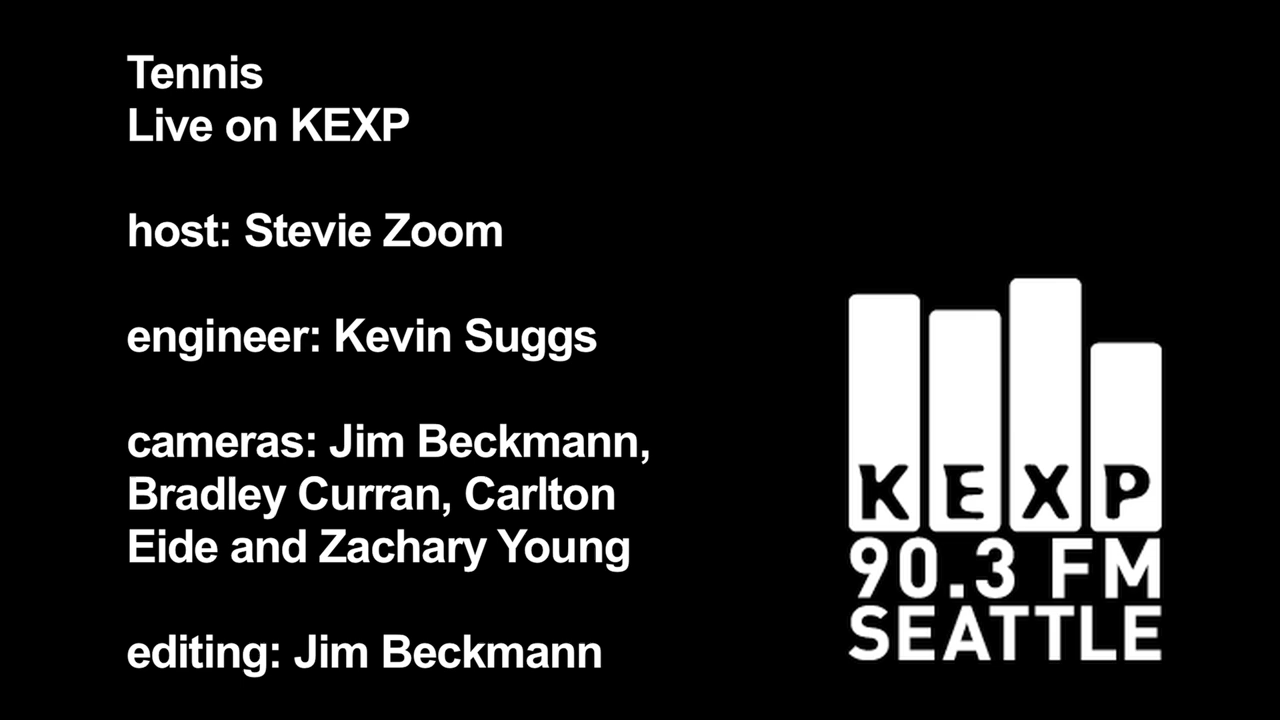 Tennis
Live on KEXP
host: Stevie Zoom
engineer: Kevin Suggs
cameras: Jim Beckmann,
Bradley Curran, Carlton
Eide and Zachary Young
editing: Jim Beckmann
KEXP
90.3 FM
SEATTLE